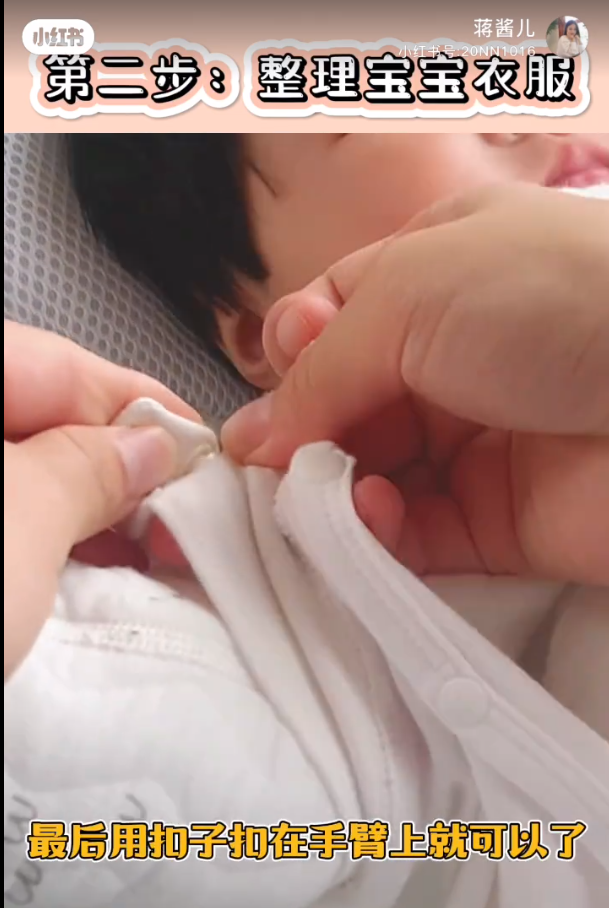 小红书
蒋酱儿
小红书号:20NN1016
第二步：整理宝宝衣服
最后用扣子扣在手臂上就可以了